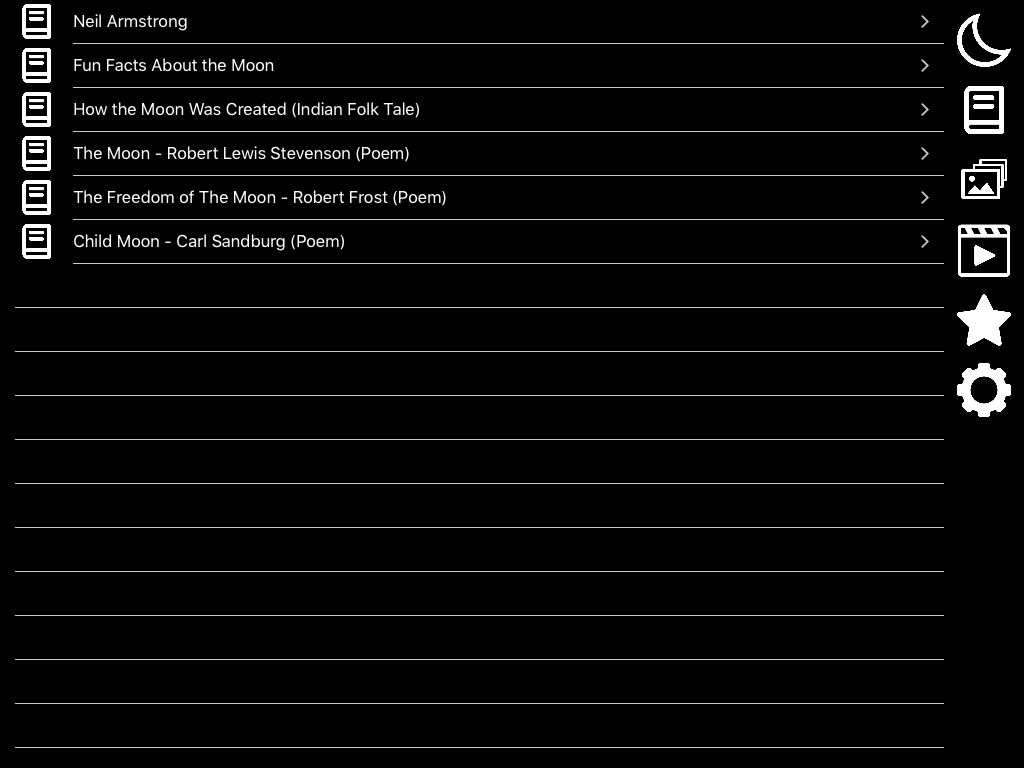 Neil Armstrong
Fun Facts About the Moon
How the Moon Was Created (Indian Folk Tale)
The Moon - Robert Lewis Stevenson (Poem)
The Freedom of The Moon - Robert Frost (Poem)
Child Moon - Carl Sandburg (Poem)